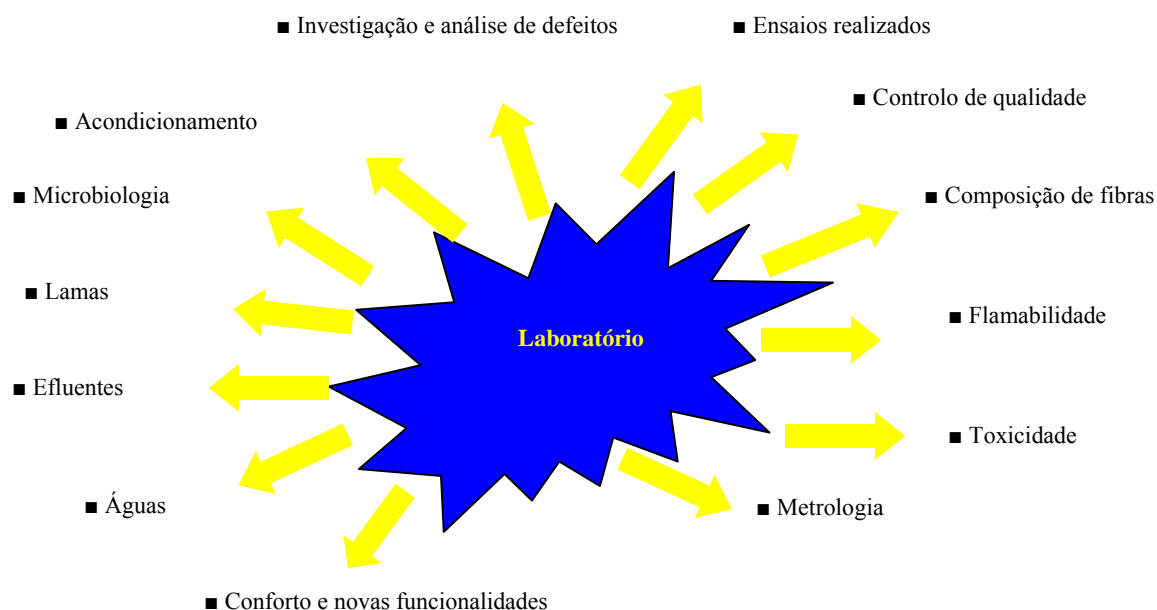 ■ Investigação e análise de defeitos
■ Ensaios realizados
■ Controlo de qualidade
■ Acondicionamento
■ Microbiologia
■ Composição de fibras
■ Lamas
■ Flamabilidade
Laboratório
■ Efluentes
■ Toxicidade
■ Águas
■ Metrologia
■ Conforto e novas funcionalidades